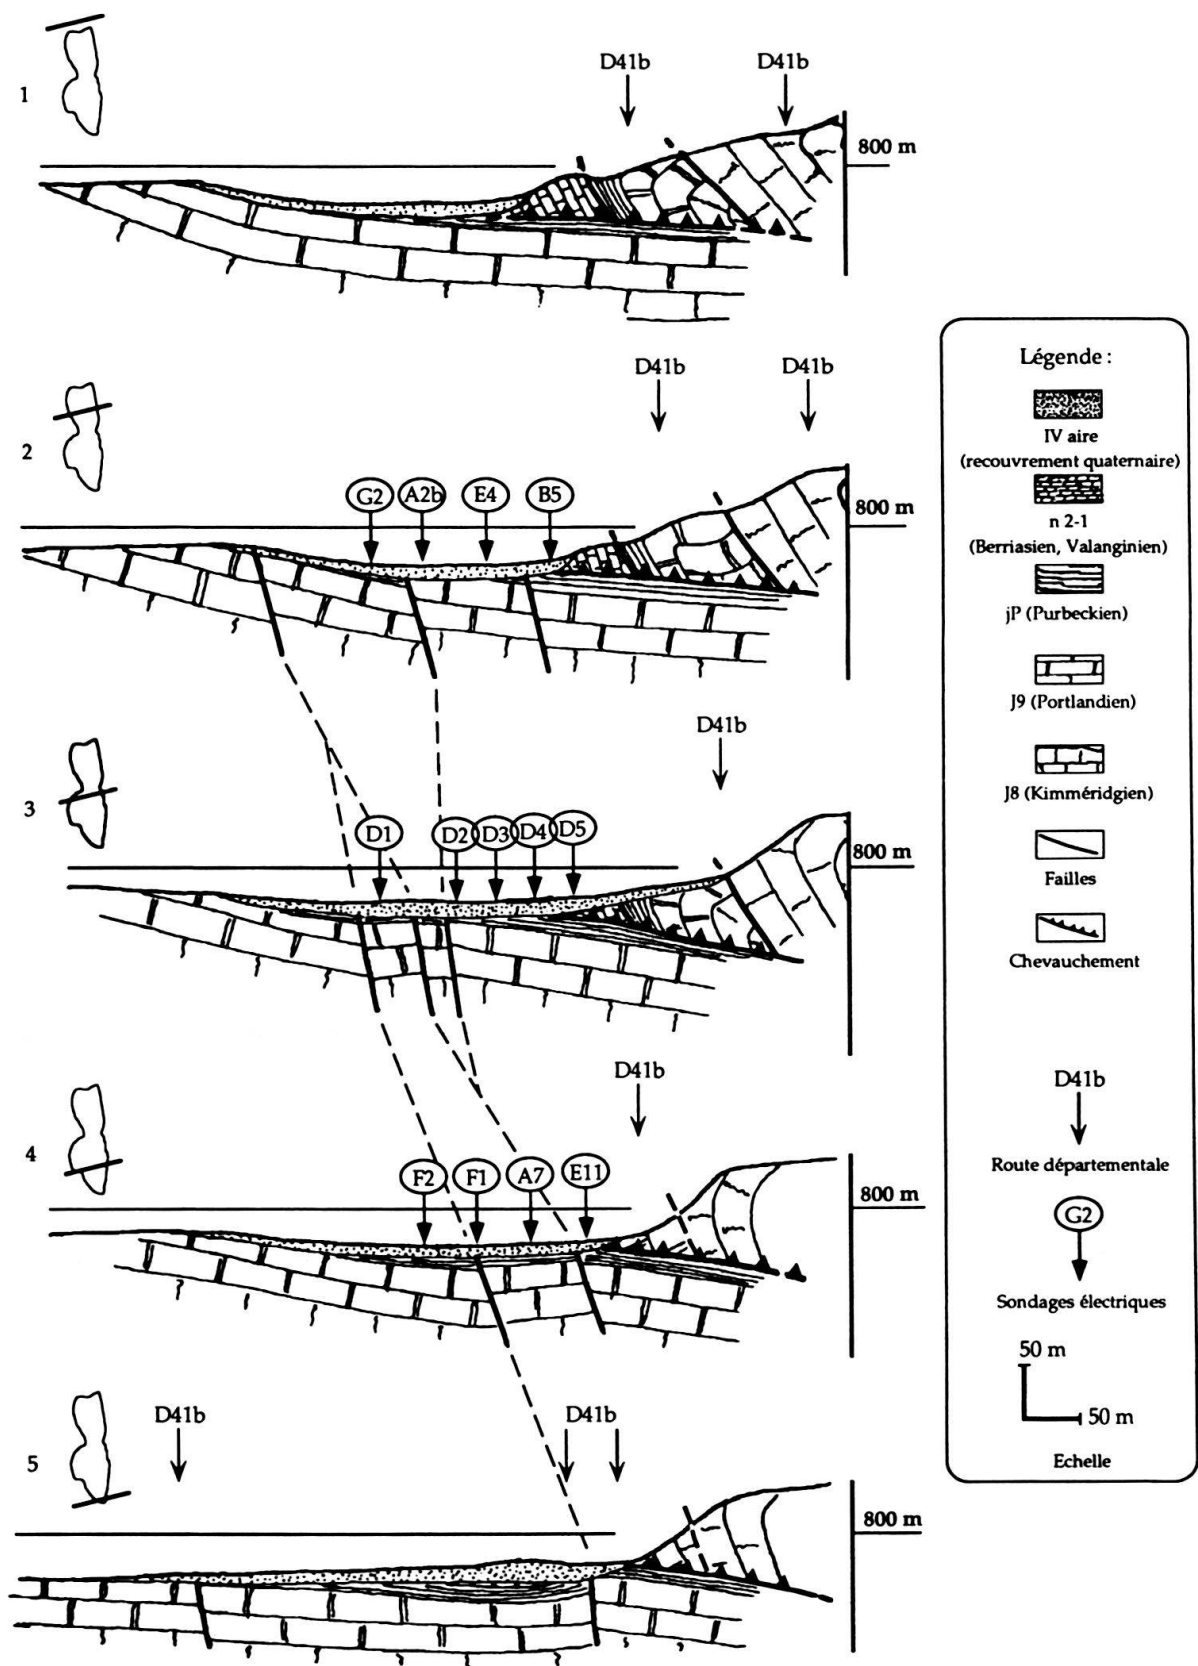 1
D41b D41b
800 m
2
D41b D41b
G2 A2b E4 B5
800 m
3
D41b
D1 D2 D3 D4 D5
800 m
4
D41b
F2 F1 A7 E11
800 m
5
D41b D41b
800 m
Légende :
IV aire
(recouvrement quaternaire)
n 2-1
(Berriasien, Valanginien)
jP (Purbeckien)
J9 (Portlandien)
J8 (Kimméridgien)
Failles
Chevauchement
D41b
Route départementale
G2
Sondages électriques
50 m
50 m
Echelle